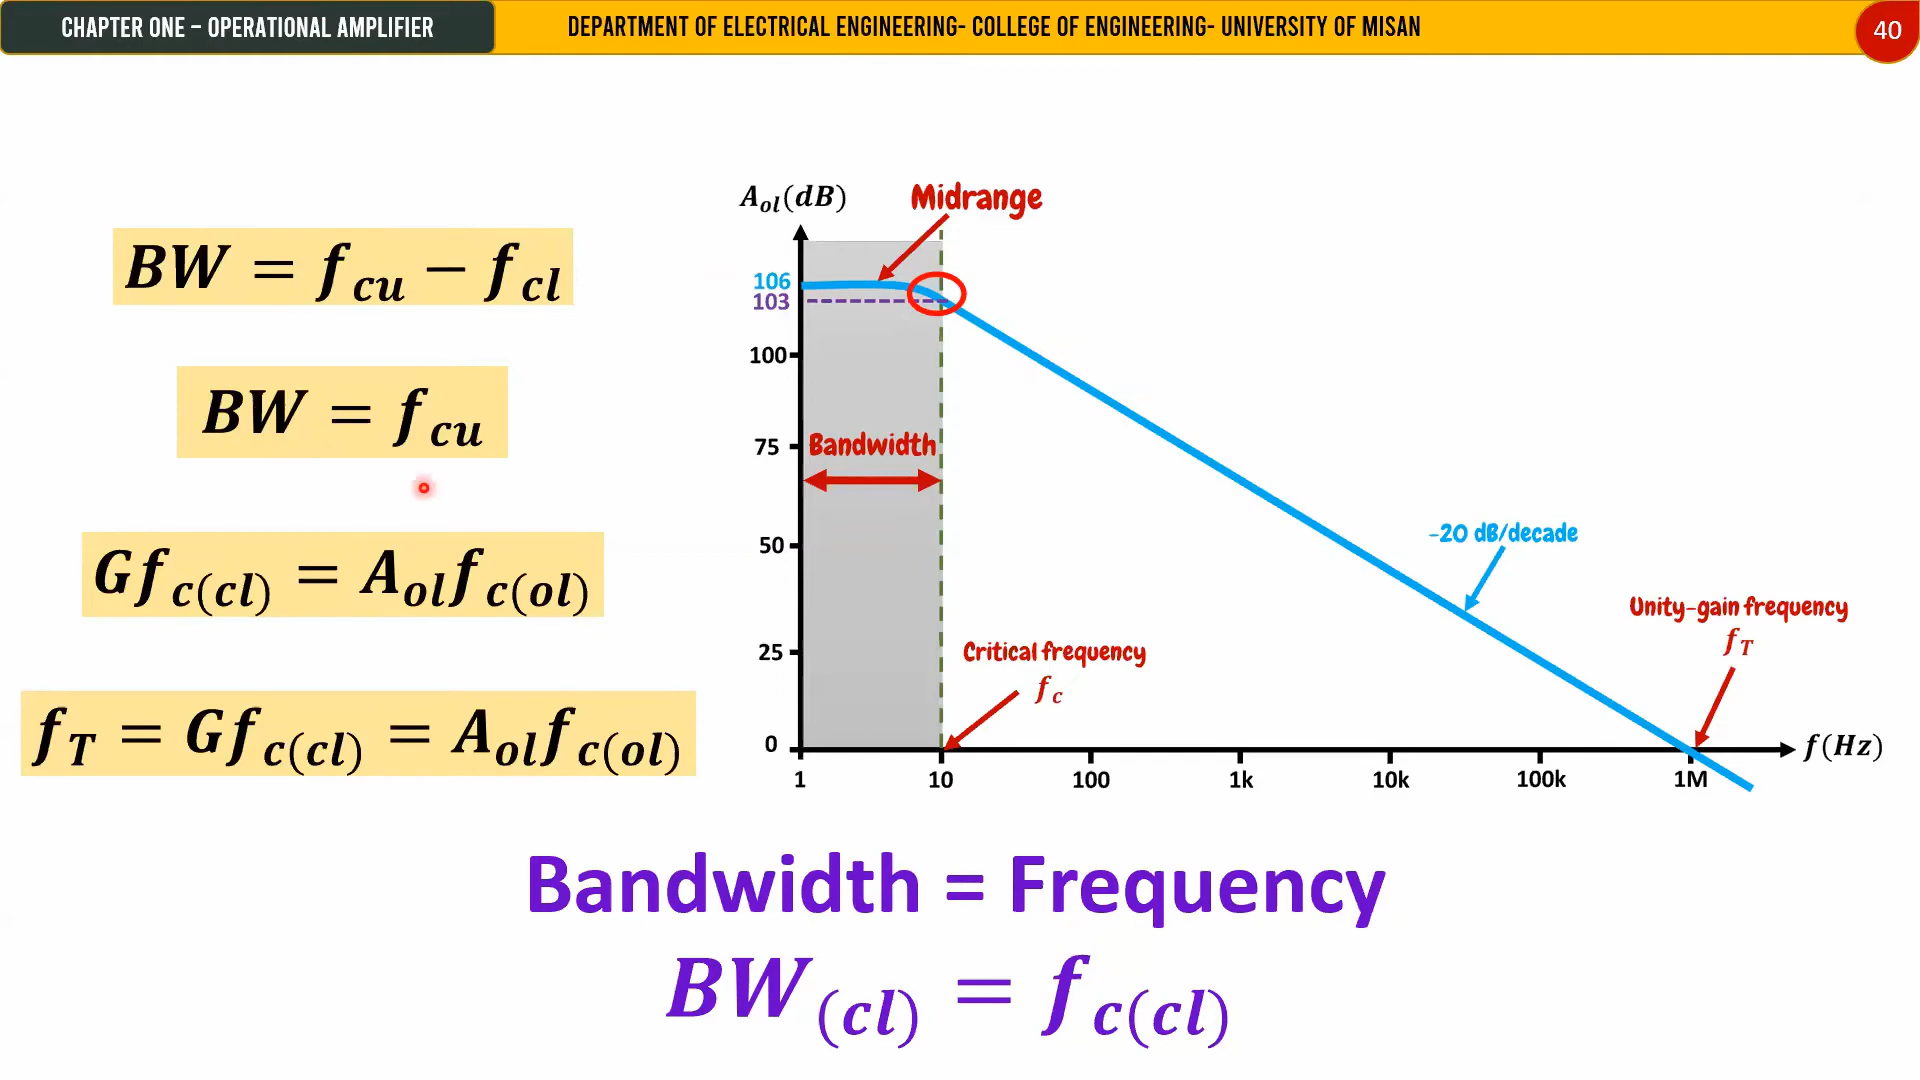 CHAPTER ONE – OPERATIONAL AMPLIFIER
DEPARTMENT OF ELECTRICAL ENGINEERING- COLLEGE OF ENGINEERING- UNIVERSITY OF MISAN
40
BW = f_cu − f_cl
BW = f_cu
Gf_c(cl) = A_ol f_c(ol)
f_T = Gf_c(cl) = A_ol f_c(ol)
A_ol(dB)
Midrange
106
103
100
75
Bandwidth
50
-20 dB/decade
Unity-gain frequency
f_T
25
Critical frequency
f_c
0
f(Hz)
1 10 100 1k 10k 100k 1M
Bandwidth = Frequency
BW_(cl) = f_c(cl)